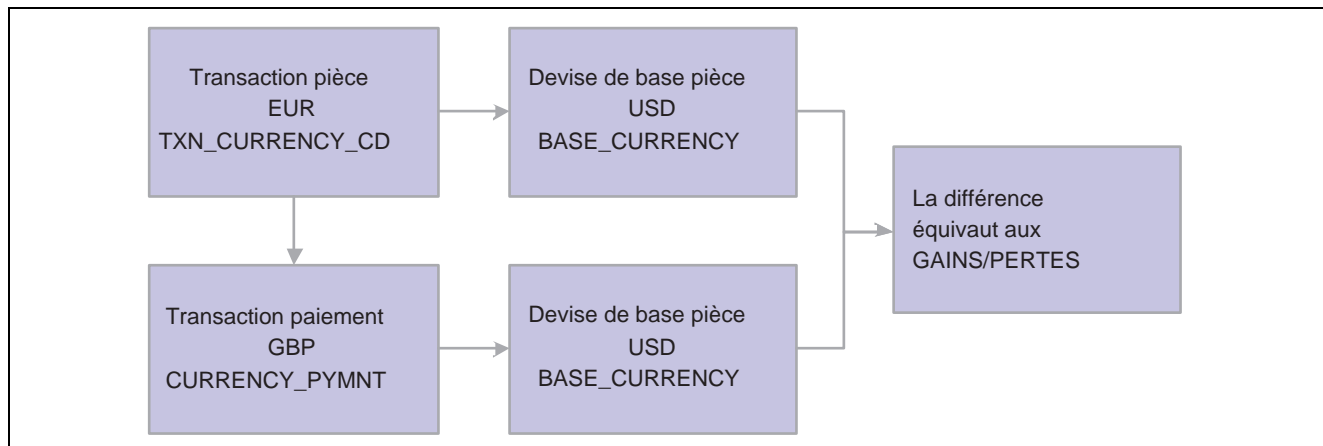 Transaction pièce
EUR
TXN_CURRENCY_CD
Devise de base pièce
USD
BASE_CURRENCY
La différence
équivaut aux
GAINS/PERTES
Transaction paiement
GBP
CURRENCY_PYMNT
Devise de base pièce
USD
BASE_CURRENCY